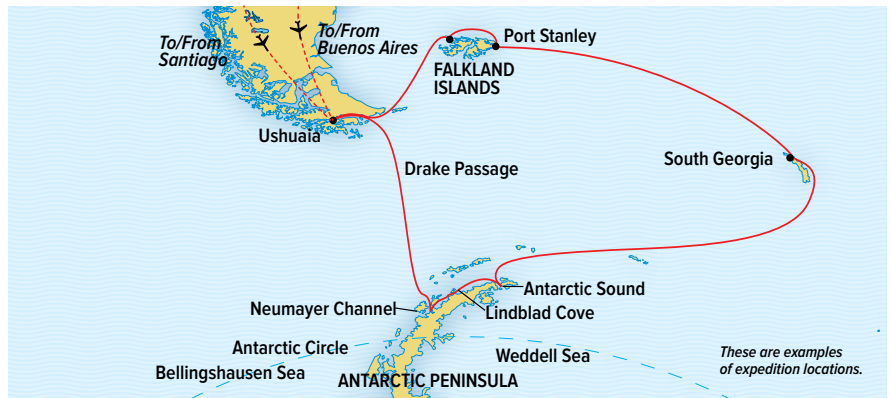 To/From
Santiago
To/From
Buenos Aires
Port Stanley
FALKLAND
ISLANDS
Ushuaia
South Georgia
Drake Passage
Antarctic Sound
Neumayer Channel
Lindblad Cove
Antarctic Circle
Weddell Sea
These are examples
of expedition locations.
Bellingshausen Sea
ANTARCTIC PENINSULA